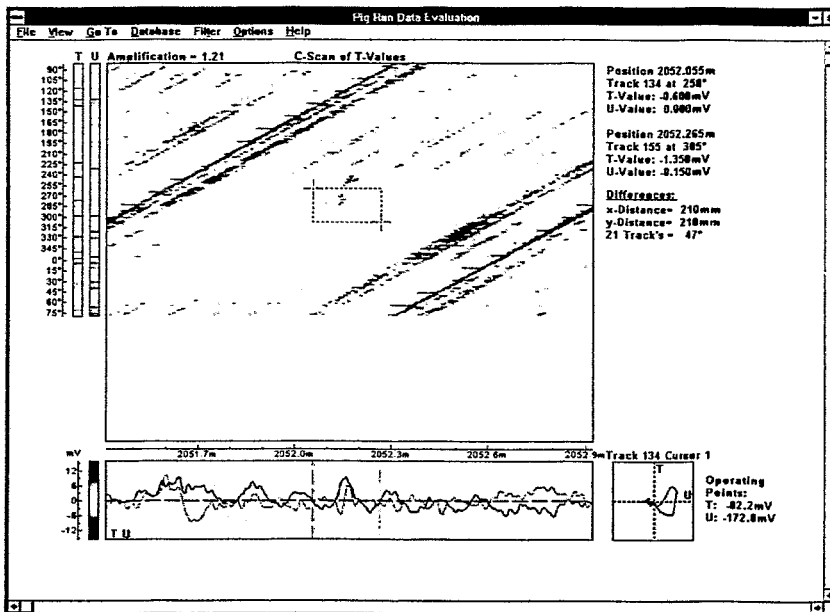 Pig Run Data Evaluation
File View Go To Database Filter Options Help
T U Amplification = 1.21 C-Scan of T-Values
90°
105°
120°
135°
150°
165°
180°
195°
210°
225°
240°
255°
270°
285°
300°
315°
330°
345°
0°
15°
30°
45°
60°
75°
Position 2052.055m
Track 134 at 258°
T-Value: -0.600mV
U-Value: 0.900mV
Position 2052.265m
Track 155 at 305°
T-Value: -1.350mV
U-Value: -0.150mV
Differences:
x-Distance= 210mm
y-Distance= 210mm
21 Track's = 47°
mV 2051.7m 2052.0m 2052.3m 2052.6m 2052.9m Track 134 Cursor 1
12
6
0
-6
-12
T U
T
U
Operating
Points:
T: -82.2mV
U: -172.8mV